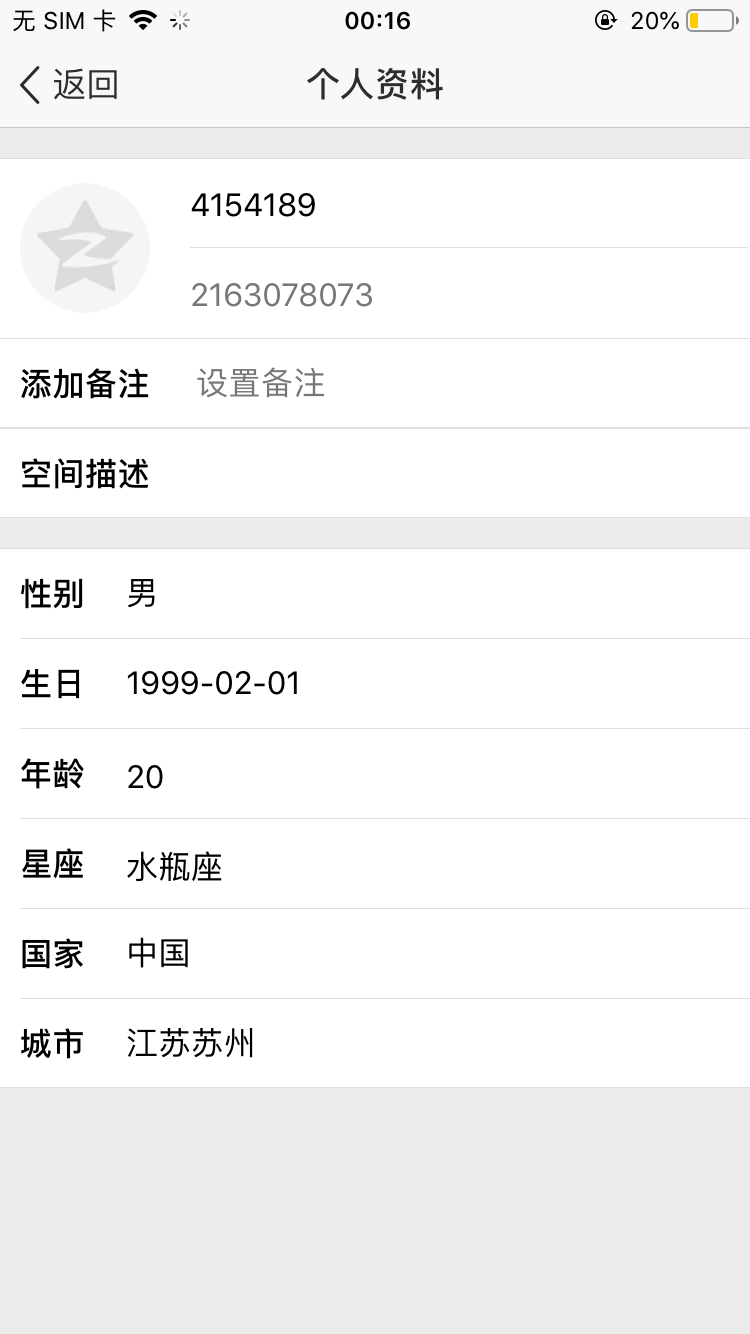 无 SIM 卡 00:16 20%
返回 个人资料
4154189
2163078073
添加备注 设置备注
空间描述
性别 男
生日 1999-02-01
年龄 20
星座 水瓶座
国家 中国
城市 江苏苏州